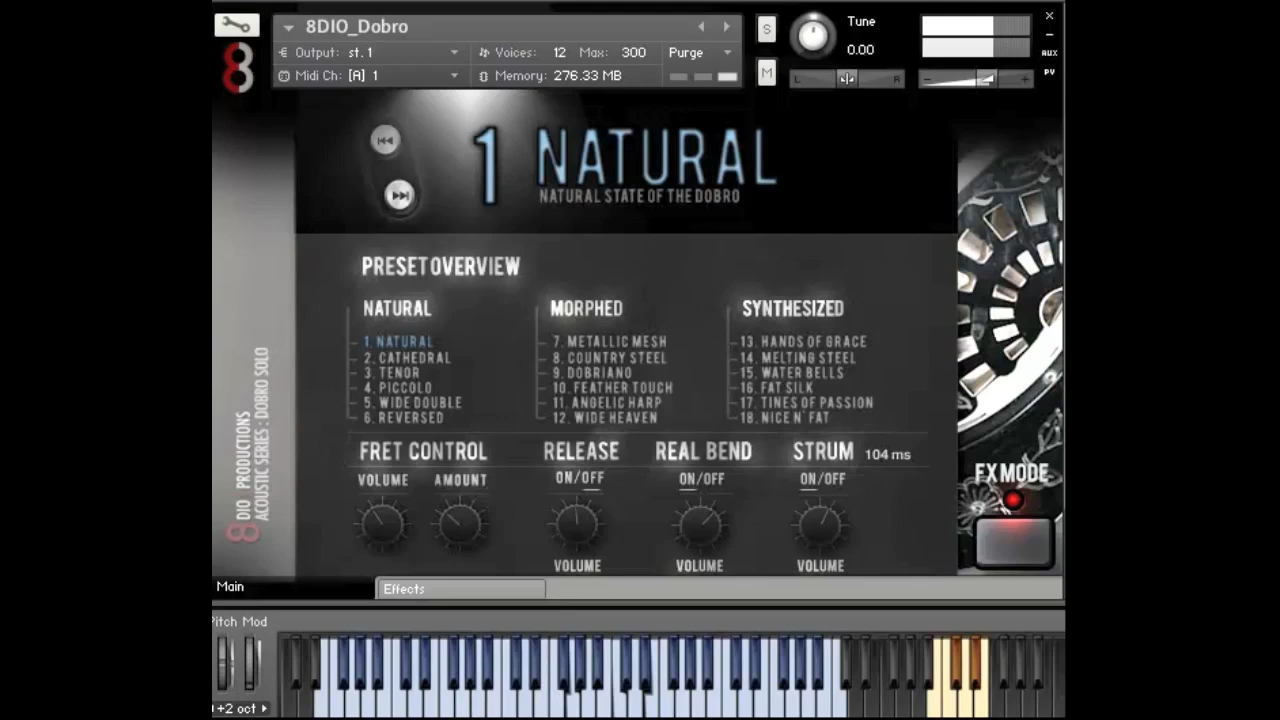 8DIO_Dobro
Output: st.1
Voices: 12 Max: 300
Purge
Midi Ch: [A] 1
Memory: 276.33 MB
S
M
Tune
0.00
L R
- +
×
-
AUX
PV
1 NATURAL
NATURAL STATE OF THE DOBRO
PRESET OVERVIEW
NATURAL
1. NATURAL
2. CATHEDRAL
3. TENOR
4. PICCOLO
5. WIDE DOUBLE
6. REVERSED
MORPHED
7. METALLIC MESH
8. COUNTRY STEEL
9. DOBRIANO
10. FEATHER TOUCH
11. ANGELIC HARP
12. WIDE HEAVEN
SYNTHESIZED
13. HANDS OF GRACE
14. MELTING STEEL
15. WATER BELLS
16. FAT SILK
17. TINES OF PASSION
18. NICE N' FAT
FRET CONTROL
VOLUME AMOUNT
RELEASE
ON/OFF
VOLUME
REAL BEND
ON/OFF
VOLUME
STRUM 104 ms
ON/OFF
VOLUME
FX MODE
8DIO PRODUCTIONS
ACOUSTIC SERIES : DOBRO SOLO
Main
Effects
Pitch Mod
+2 oct